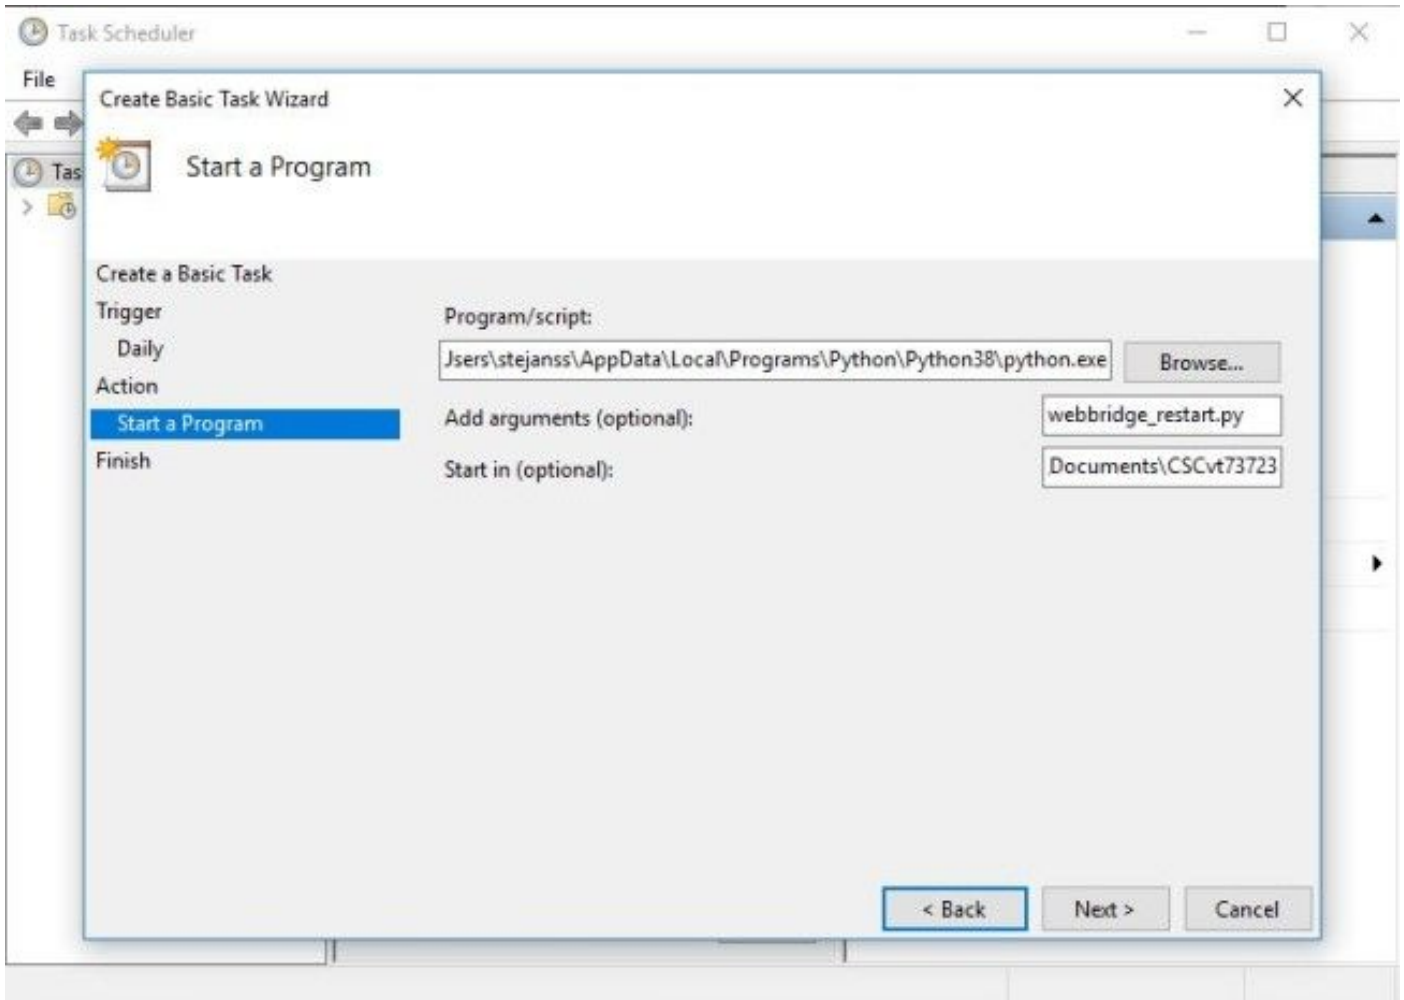 Task Scheduler
File
Create Basic Task Wizard
Tas
Start a Program
Create a Basic Task
Trigger
Daily
Action
Start a Program
Finish
Program/script:
Jsers\stejanss\AppData\Local\Programs\Python\Python38\python.exe
Browse...
Add arguments (optional):
webbridge_restart.py
Start in (optional):
Documents\CSCvt73723
< Back
Next >
Cancel